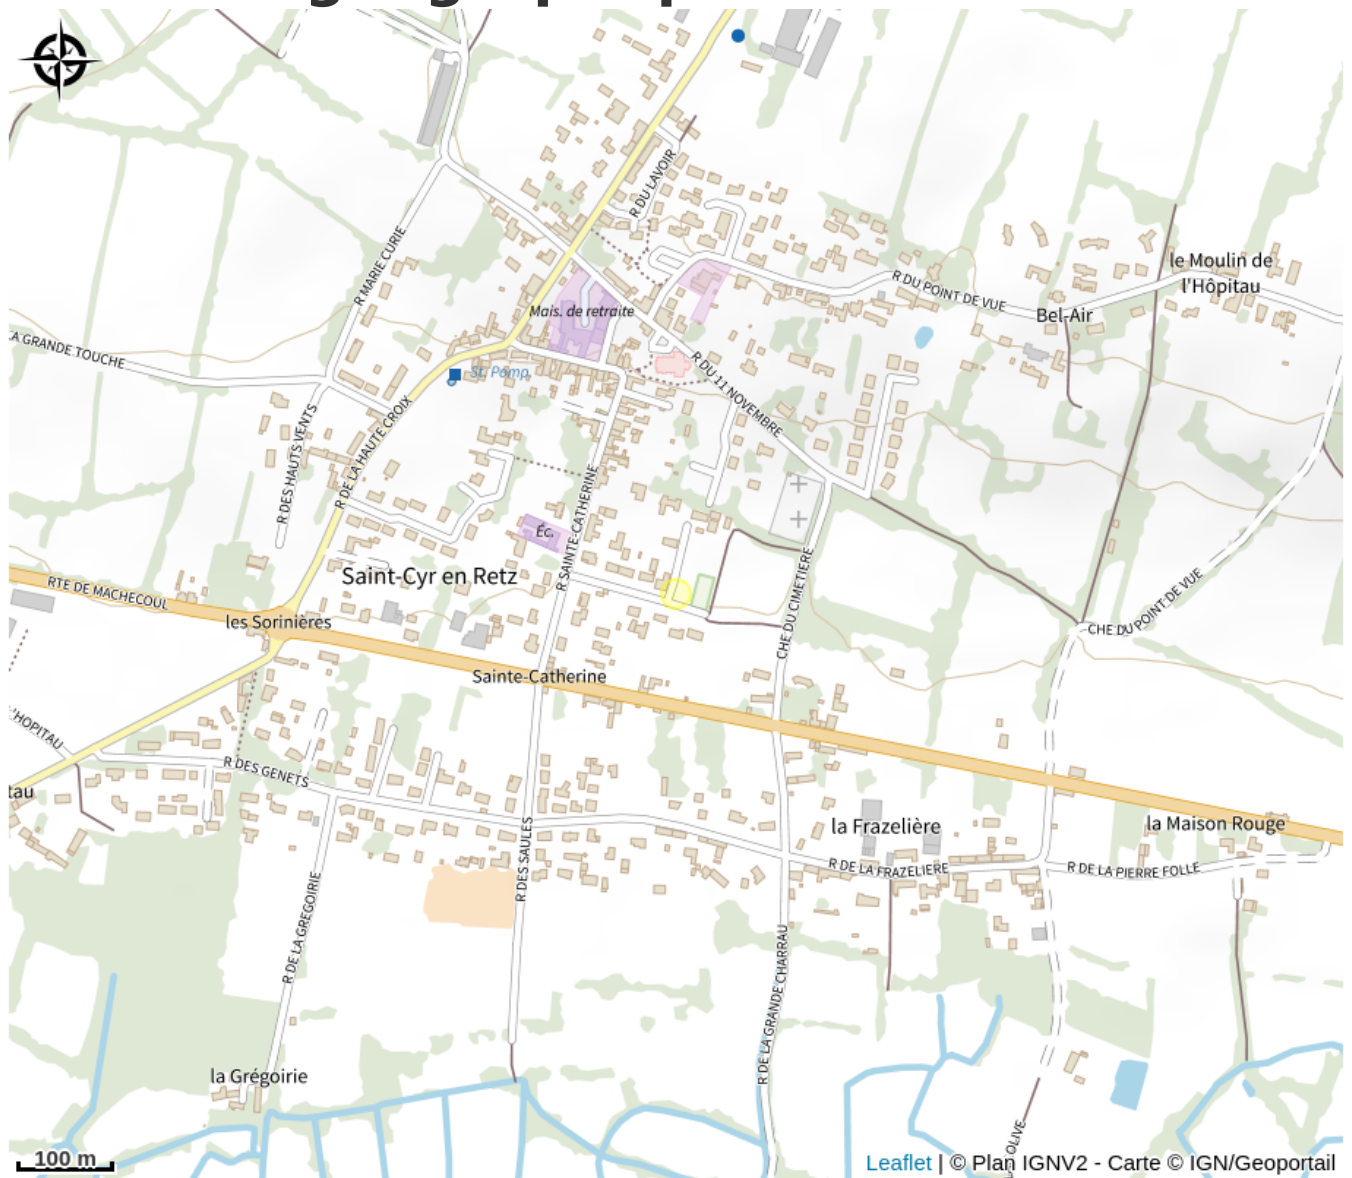 R DU LAVOIR
R MARIE CURIE
le Moulin de
l'Hôpitau
R DU POINT DE VUE
Bel-Air
Mais. de retraite
A GRANDE TOUCHE
St. Pomp.
R DU 11 NOVEMBRE
R DES HAUTS VENTS
R DE LA HAUTE CROIX
R SAINTE-CATHERINE
Éc.
Saint-Cyr en Retz
RTE DE MACHECOUL
les Sorinières
CHE DU CIMETIERE
CHE DU POINT DE VUE
Sainte-Catherine
L'HOPITAU
R DES GENETS
tau
la Frazelière
la Maison Rouge
R DES SAULES
R DE LA FRAZELIERE
R DE LA PIERRE FOLLE
R DE LA GREGOIRIE
R DE LA GRANDE CHARRAU
la Grégoirie
OLIVE
100 m
Leaflet | © Plan IGNV2 - Carte © IGN/Geoportail